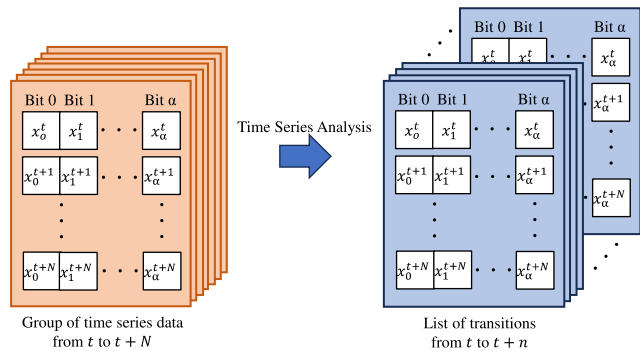 Bit 0 Bit 1 Bit α
x_o^t x_1^t · · · x_α^t
x_0^{t+1} x_1^{t+1} · · · x_α^{t+1}
x_0^{t+N} x_1^{t+N} · · · x_α^{t+N}
Group of time series data
from t to t + N
Time Series Analysis
Bit 0 Bit 1 Bit α
x_o^t x_1^t · · · x_α^t
x_0^{t+1} x_1^{t+1} · · · x_α^{t+1}
x_0^{t+N} x_1^{t+N} · · · x_α^{t+N}
Bit 0 Bit 1 Bit α
x_α^t
x_α^{t+1}
x_α^{t+N}
List of transitions
from t to t + n